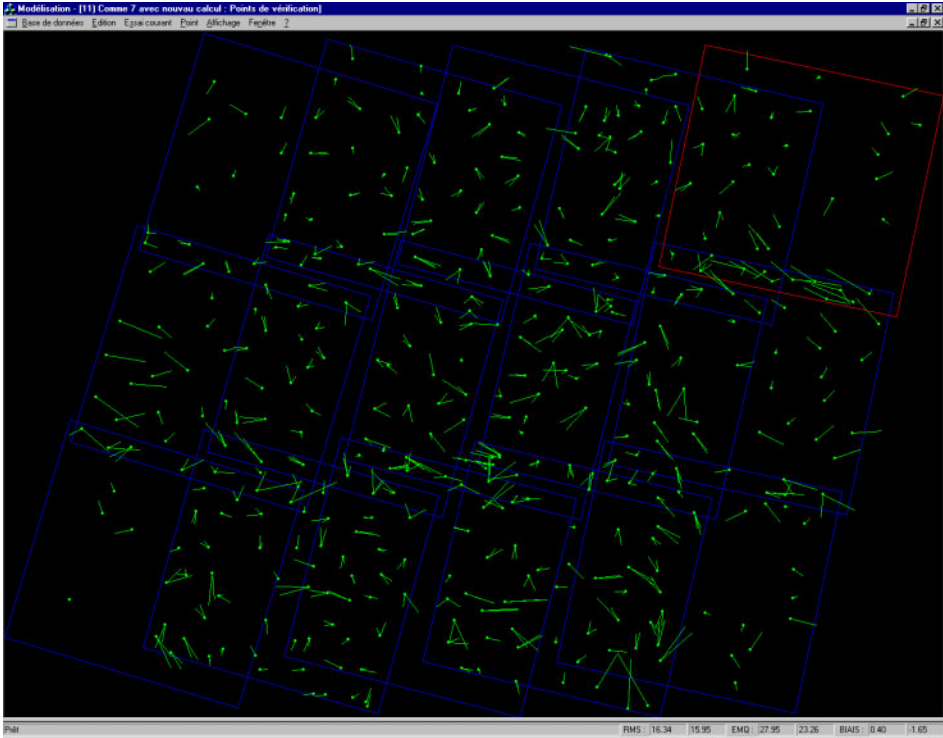 Modélisation - [(11) Comme 7 avec nouvau calcul : Points de vérification]
Base de données Edition Essai courant Point Affichage Fenêtre ?
Prêt RMS : 16.34 15.95 EMQ : 27.95 23.26 BIAIS : 0.40 -1.65